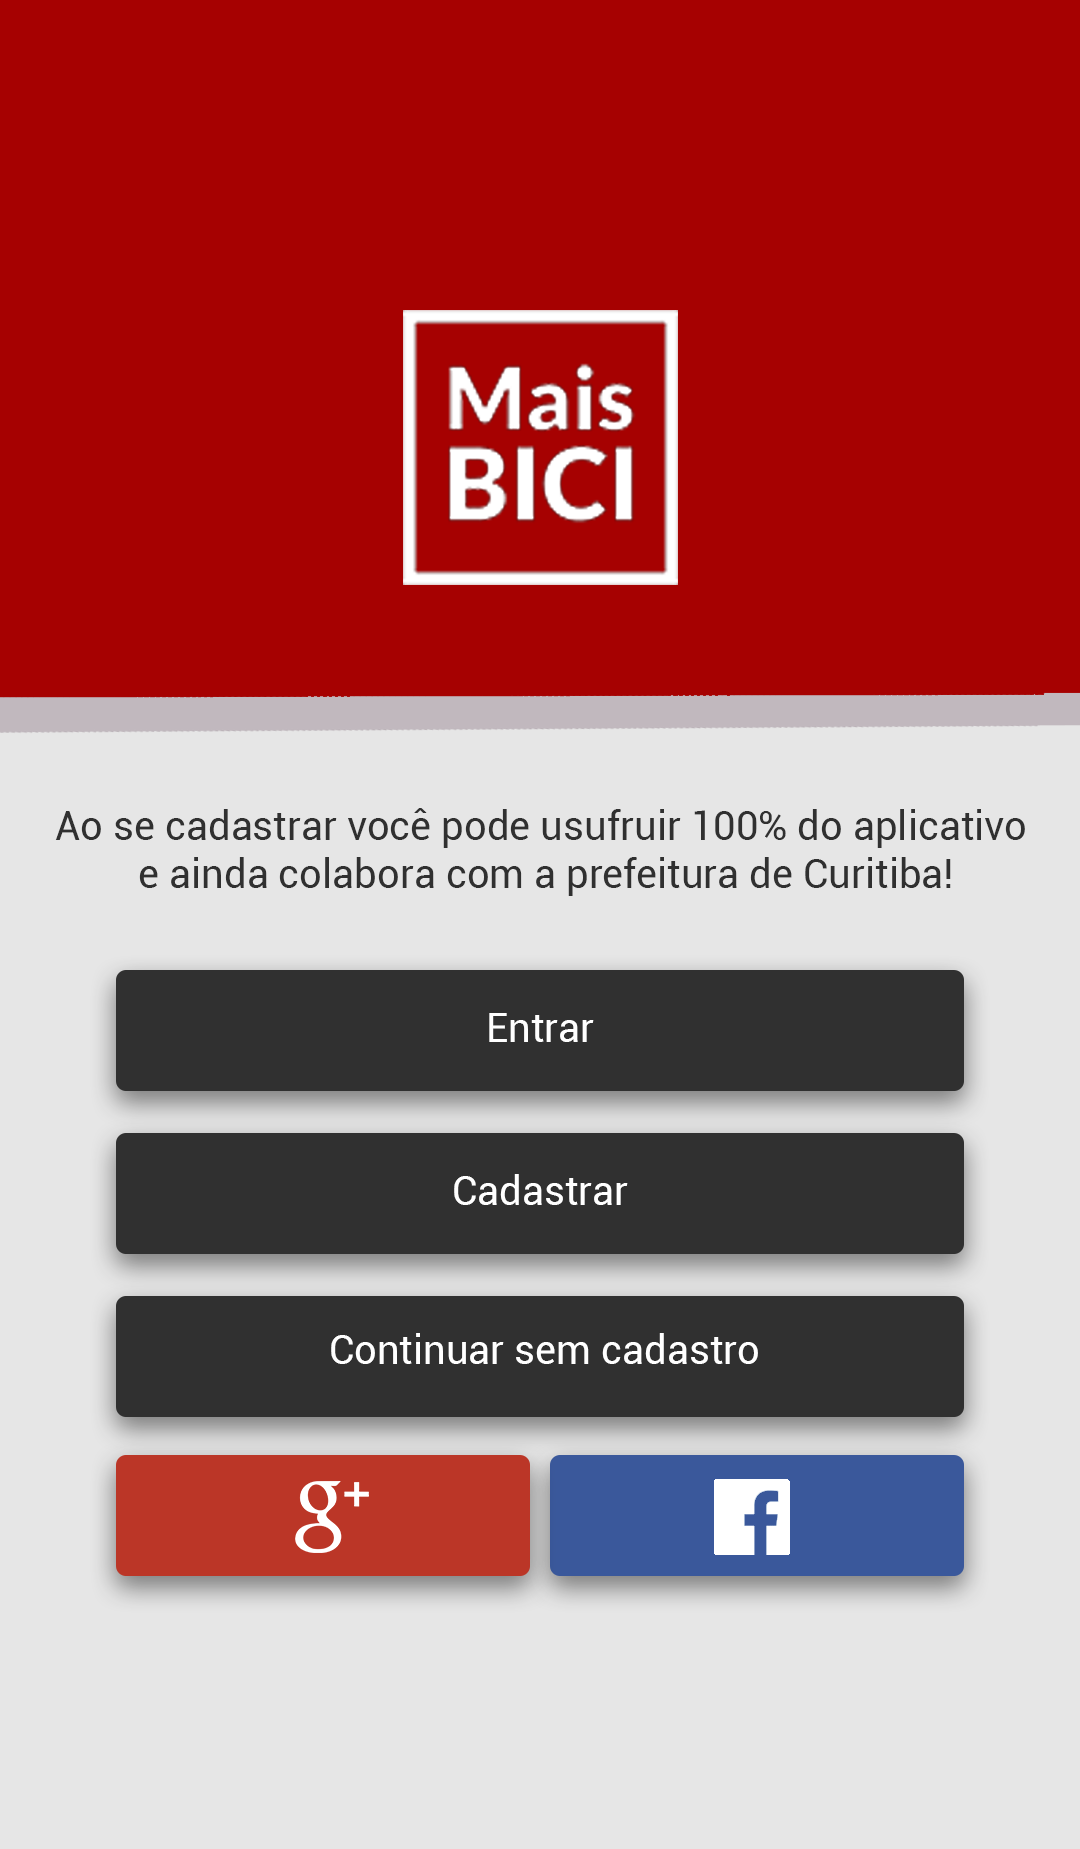 Mais
BICI
Ao se cadastrar você pode usufruir 100% do aplicativo
e ainda colabora com a prefeitura de Curitiba!
Entrar
Cadastrar
Continuar sem cadastro
g+
f